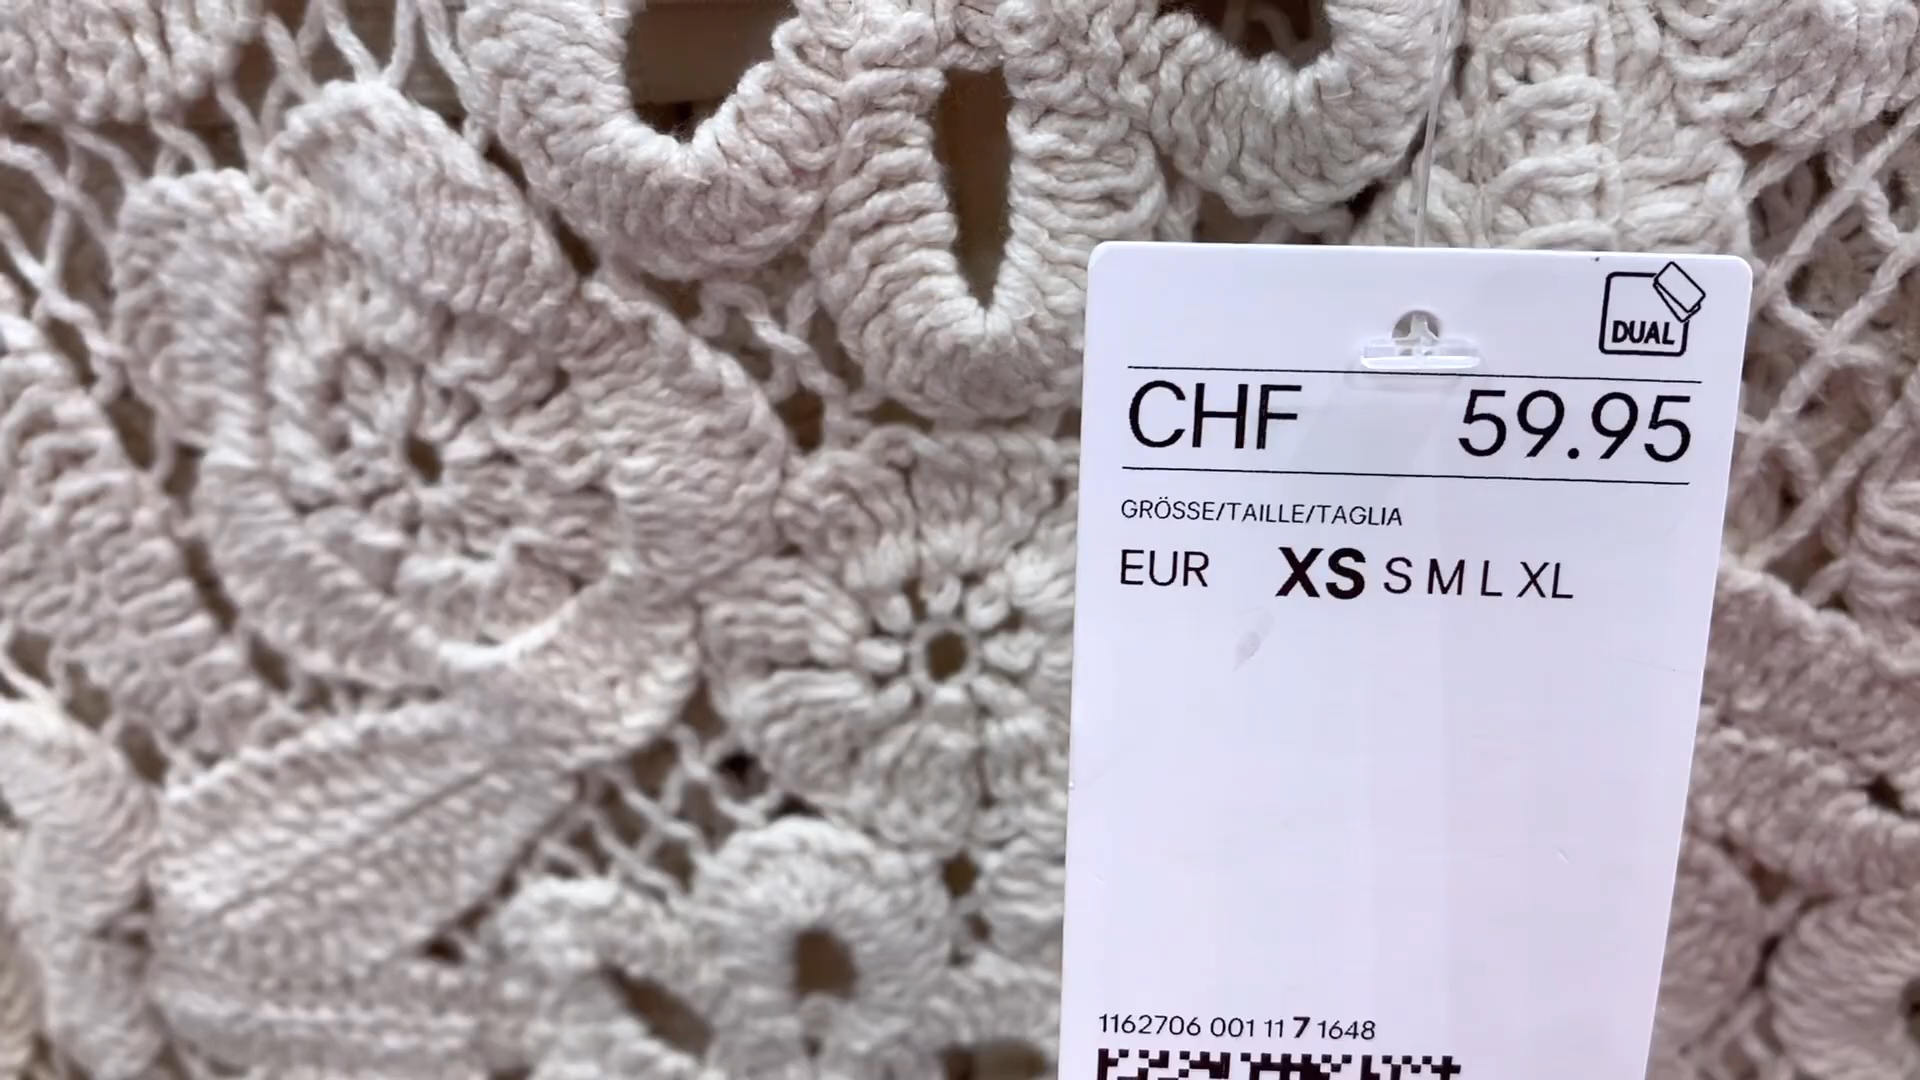 DUAL
CHF 59.95
GRÖSSE/TAILLE/TAGLIA
EUR XS S M L XL
1162706 001 11 7 1648